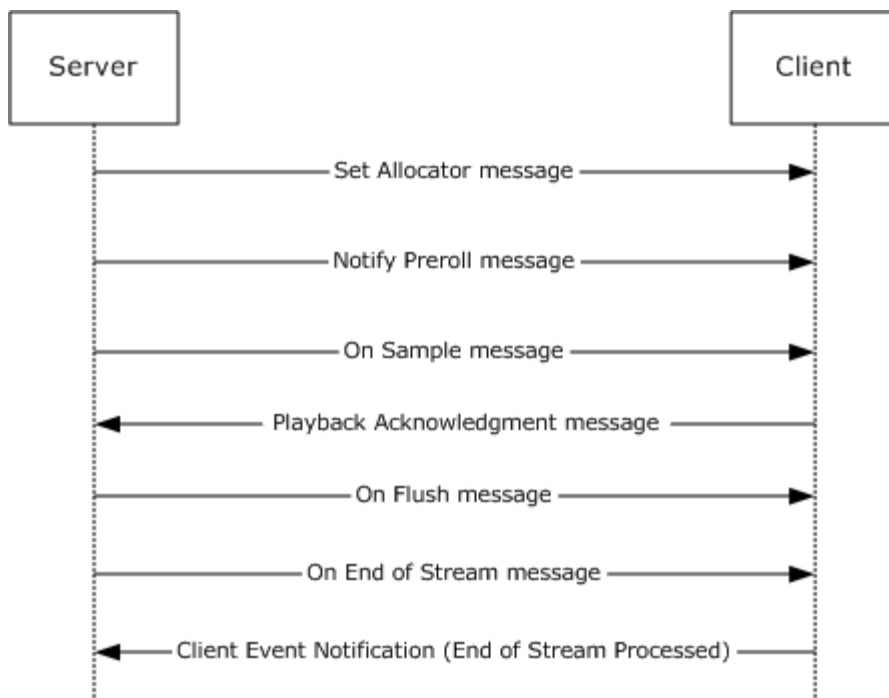 Server
Client
Set Allocator message
Notify Preroll message
On Sample message
Playback Acknowledgment message
On Flush message
On End of Stream message
Client Event Notification (End of Stream Processed)